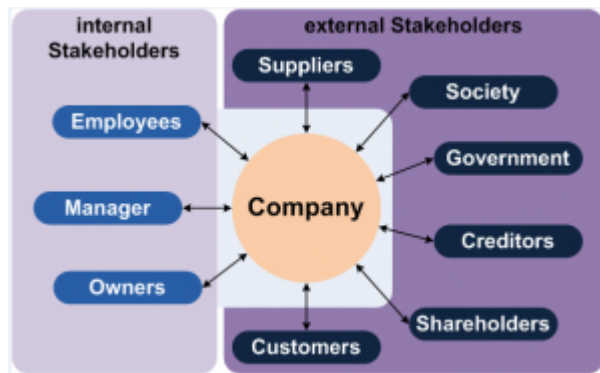 internal
Stakeholders
external Stakeholders
Suppliers
Society
Employees
Government
Manager
Company
Creditors
Owners
Shareholders
Customers